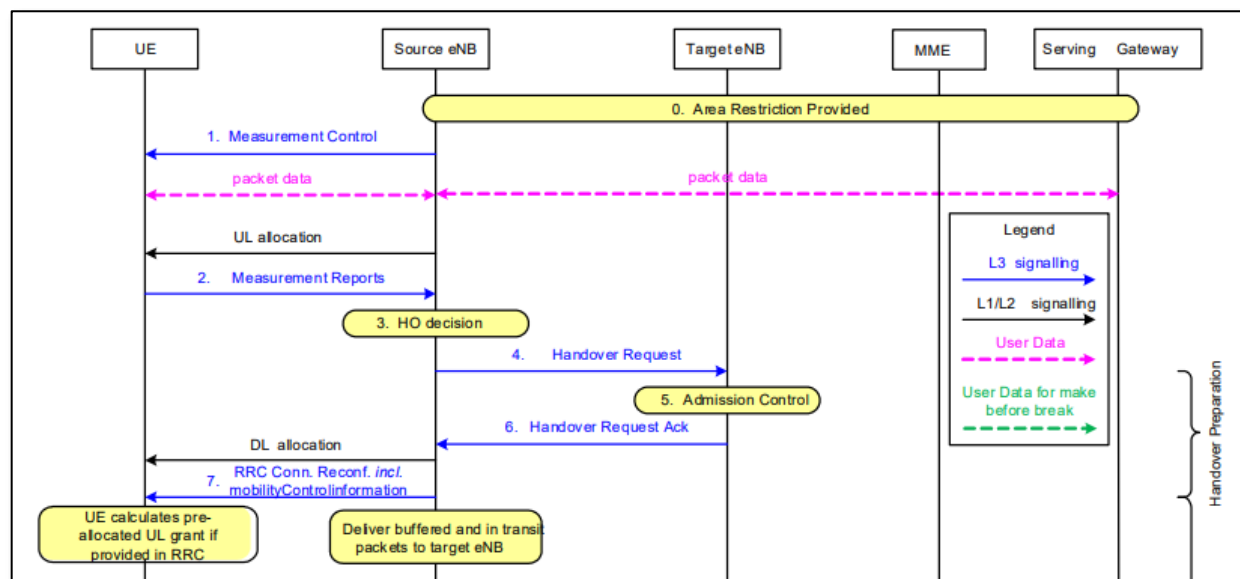 UE
Source eNB
Target eNB
MME
Serving Gateway
0. Area Restriction Provided
1. Measurement Control
packet data
packet data
UL allocation
Legend
L3 signalling
2. Measurement Reports
L1/L2 signalling
3. HO decision
User Data
4. Handover Request
User Data for make
before break
5. Admission Control
6. Handover Request Ack
DL allocation
7. RRC Conn. Reconf. incl.
mobilityControlinformation
Handover Preparation
UE calculates pre-
allocated UL grant if
provided in RRC
Deliver buffered and in transit
packets to target eNB